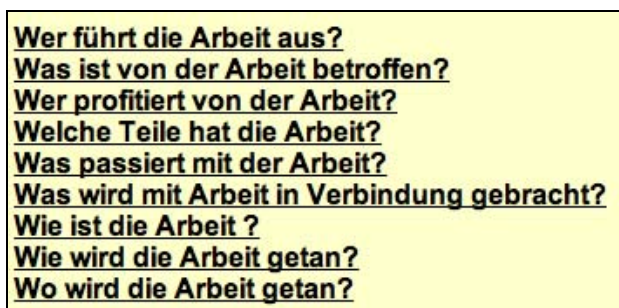 Wer führt die Arbeit aus?
Was ist von der Arbeit betroffen?
Wer profitiert von der Arbeit?
Welche Teile hat die Arbeit?
Was passiert mit der Arbeit?
Was wird mit Arbeit in Verbindung gebracht?
Wie ist die Arbeit ?
Wie wird die Arbeit getan?
Wo wird die Arbeit getan?